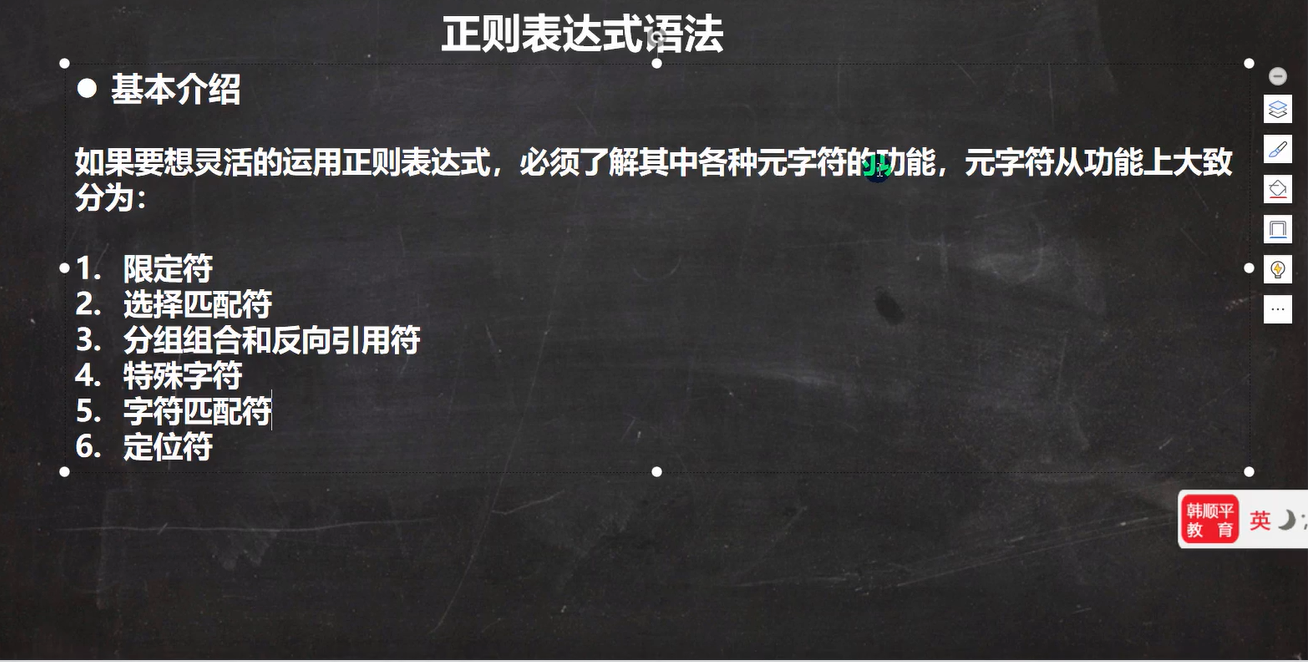 正则表达式语法
● 基本介绍
如果要想灵活的运用正则表达式，必须了解其中各种元字符的功能，元字符从功能上大致
分为：
1. 限定符
2. 选择匹配符
3. 分组组合和反向引用符
4. 特殊字符
5. 字符匹配符
6. 定位符
韩顺平
教 育
英